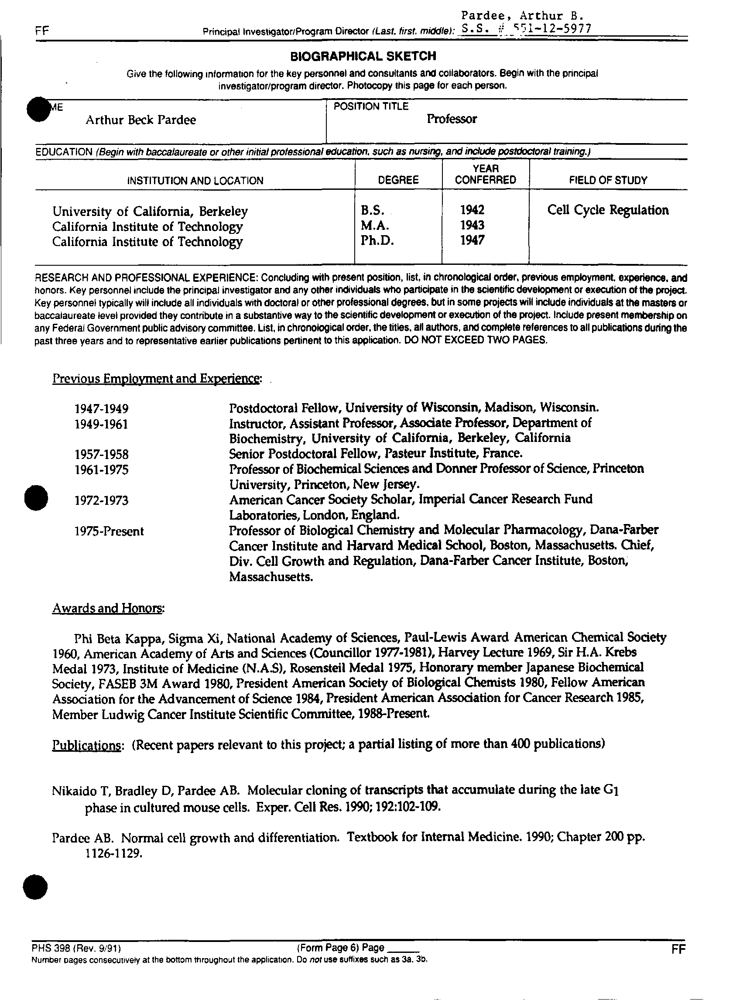 Pardee, Arthur B.
FF
Principal Investigator/Program Director (Last, first, middle): S.S. # 551-12-5977
BIOGRAPHICAL SKETCH
Give the following information for the key personnel and consultants and collaborators. Begin with the principal
investigator/program director. Photocopy this page for each person.
ME
POSITION TITLE
Arthur Beck Pardee
Professor
EDUCATION (Begin with baccalaureate or other initial professional education, such as nursing, and include postdoctoral training.)
INSTITUTION AND LOCATION DEGREE YEAR CONFERRED FIELD OF STUDY
University of California, Berkeley B.S. 1942 Cell Cycle Regulation
California Institute of Technology M.A. 1943
California Institute of Technology Ph.D. 1947
RESEARCH AND PROFESSIONAL EXPERIENCE: Concluding with present position, list, in chronological order, previous employment, experience, and
honors. Key personnel include the principal investigator and any other individuals who participate in the scientific development or execution of the project.
Key personnel typically will include all individuals with doctoral or other professional degrees, but in some projects will include individuals at the masters or
baccalaureate level provided they contribute in a substantive way to the scientific development or execution of the project. Include present membership on
any Federal Government public advisory committee. List, in chronological order, the titles, all authors, and complete references to all publications during the
past three years and to representative earlier publications pertinent to this application. DO NOT EXCEED TWO PAGES.
Previous Employment and Experience:
1947-1949 Postdoctoral Fellow, University of Wisconsin, Madison, Wisconsin.
1949-1961 Instructor, Assistant Professor, Associate Professor, Department of
Biochemistry, University of California, Berkeley, California
1957-1958 Senior Postdoctoral Fellow, Pasteur Institute, France.
1961-1975 Professor of Biochemical Sciences and Donner Professor of Science, Princeton
University, Princeton, New Jersey.
1972-1973 American Cancer Society Scholar, Imperial Cancer Research Fund
Laboratories, London, England.
1975-Present Professor of Biological Chemistry and Molecular Pharmacology, Dana-Farber
Cancer Institute and Harvard Medical School, Boston, Massachusetts. Chief,
Div. Cell Growth and Regulation, Dana-Farber Cancer Institute, Boston,
Massachusetts.
Awards and Honors:
Phi Beta Kappa, Sigma Xi, National Academy of Sciences, Paul-Lewis Award American Chemical Society
1960, American Academy of Arts and Sciences (Councillor 1977-1981), Harvey Lecture 1969, Sir H.A. Krebs
Medal 1973, Institute of Medicine (N.A.S), Rosensteil Medal 1975, Honorary member Japanese Biochemical
Society, FASEB 3M Award 1980, President American Society of Biological Chemists 1980, Fellow American
Association for the Advancement of Science 1984, President American Association for Cancer Research 1985,
Member Ludwig Cancer Institute Scientific Committee, 1988-Present.
Publications: (Recent papers relevant to this project; a partial listing of more than 400 publications)
Nikaido T, Bradley D, Pardee AB. Molecular cloning of transcripts that accumulate during the late G1
phase in cultured mouse cells. Exper. Cell Res. 1990; 192:102-109.
Pardee AB. Normal cell growth and differentiation. Textbook for Internal Medicine. 1990; Chapter 200 pp.
1126-1129.
PHS 398 (Rev. 9/91) (Form Page 6) Page FF
Number pages consecutively at the bottom throughout the application. Do not use suffixes such as 3a, 3b.